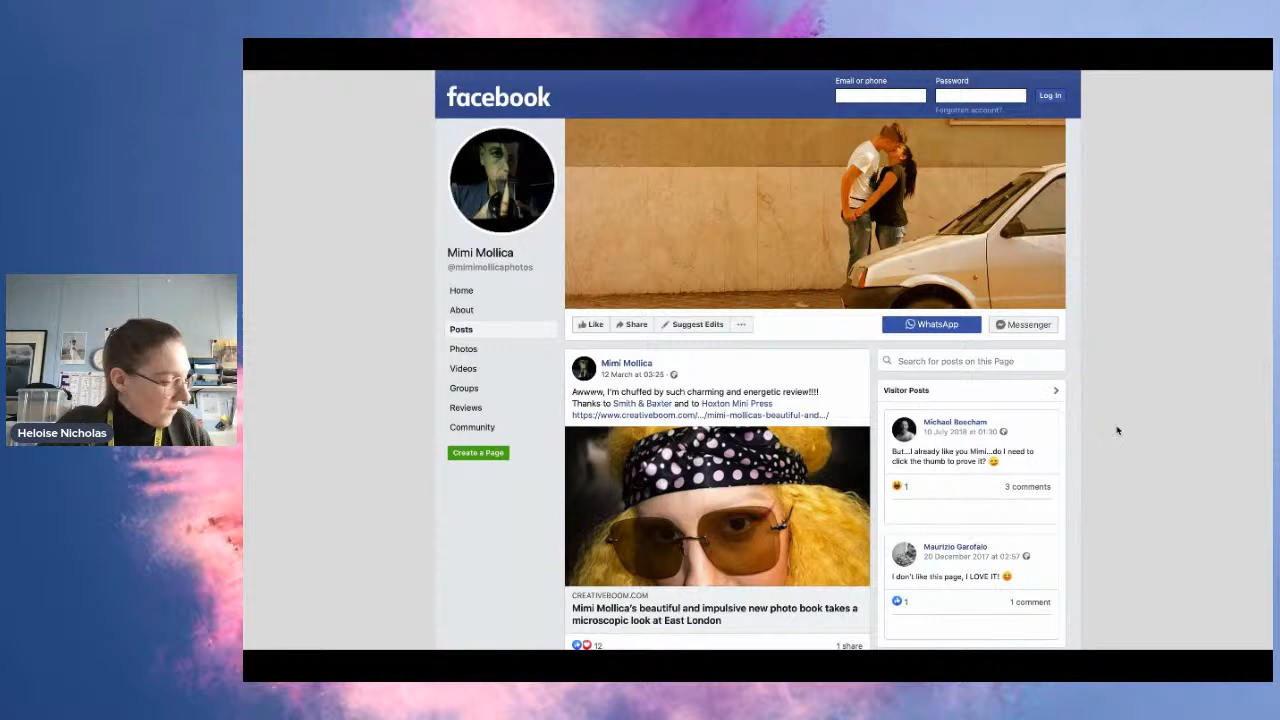 facebook
Email or phone
Password
Log In
Forgotten account?
Mimi Mollica
@mimimollicaphotos
Home
About
Posts
Photos
Videos
Groups
Reviews
Community
Create a Page
Like
Share
Suggest Edits
...
WhatsApp
Messenger
Mimi Mollica
12 March at 03:25 ·
Awwww, I'm chuffed by such charming and energetic review!!!!
Thanks to Smith & Baxter and to Hoxton Mini Press
https://www.creativeboom.com/.../mimi-mollicas-beautiful-and.../
CREATIVEBOOM.COM
Mimi Mollica's beautiful and impulsive new photo book takes a
microscopic look at East London
12
1 share
Search for posts on this Page
Visitor Posts
Michael Beecham
10 July 2018 at 01:30 ·
But...I already like you Mimi...do I need to
click the thumb to prove it? 😄
1
3 comments
Maurizio Garofalo
20 December 2017 at 02:57 ·
I don't like this page, I LOVE IT! 😀
1
1 comment
Heloise Nicholas